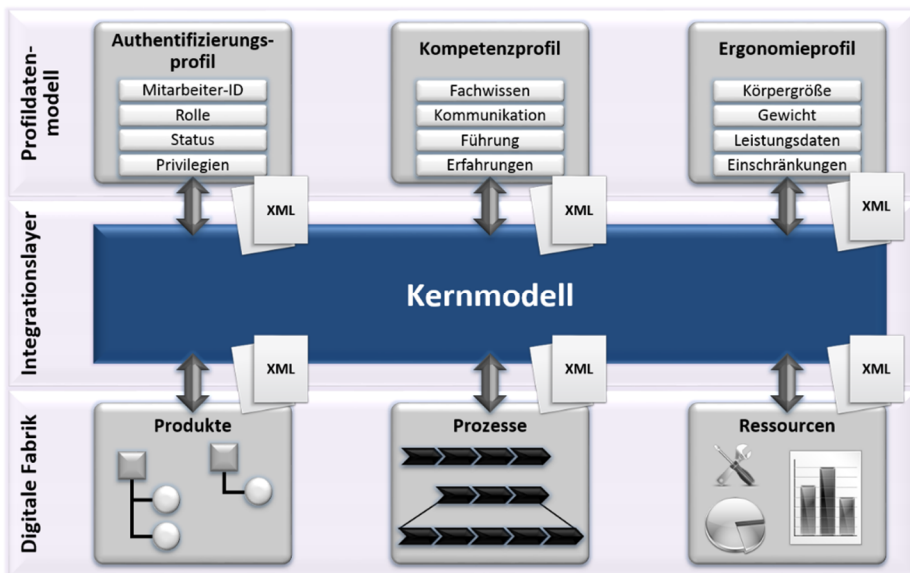 Profildaten-
modell
Authentifizierungs-
profil
Mitarbeiter-ID
Rolle
Status
Privilegien
Kompetenzprofil
Fachwissen
Kommunikation
Führung
Erfahrungen
Ergonomieprofil
Körpergröße
Gewicht
Leistungsdaten
Einschränkungen
XML
XML
XML
Integrationslayer
Kernmodell
XML
XML
XML
Digitale Fabrik
Produkte
Prozesse
Ressourcen